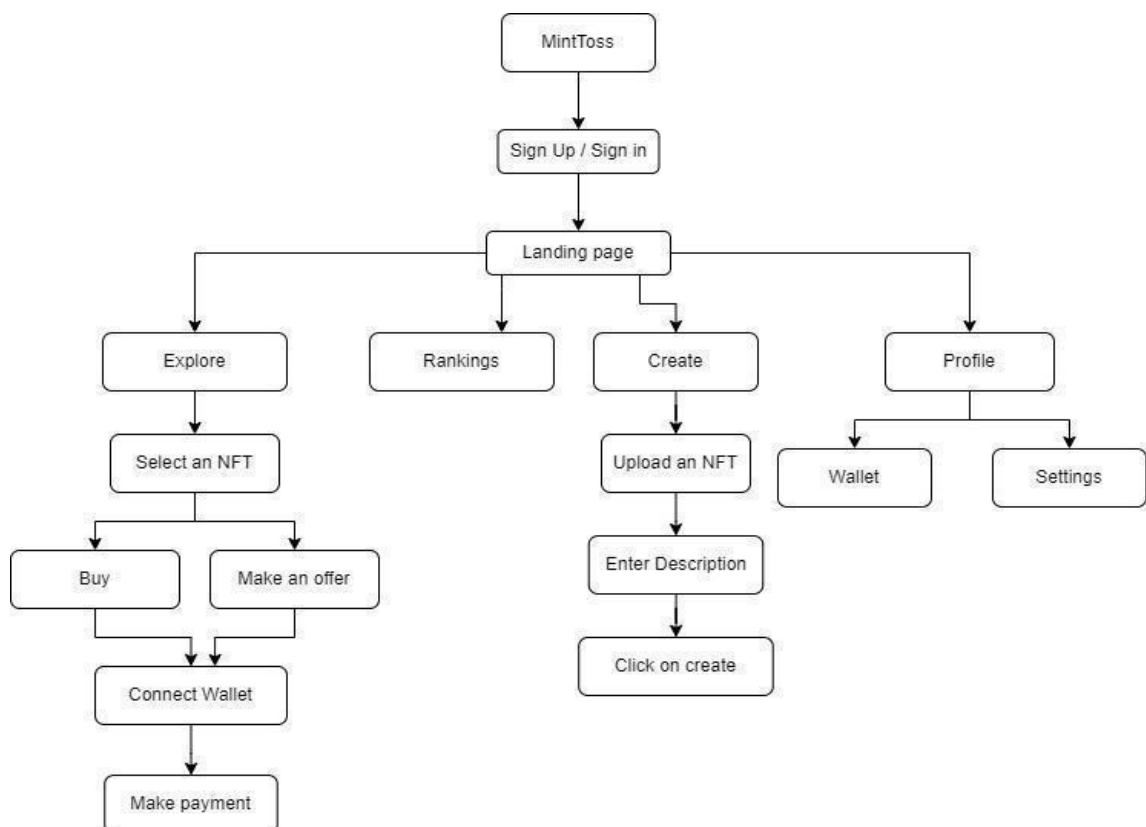 MintToss
Sign Up / Sign in
Landing page
Explore
Rankings
Create
Profile
Select an NFT
Upload an NFT
Wallet
Settings
Buy
Make an offer
Enter Description
Connect Wallet
Click on create
Make payment